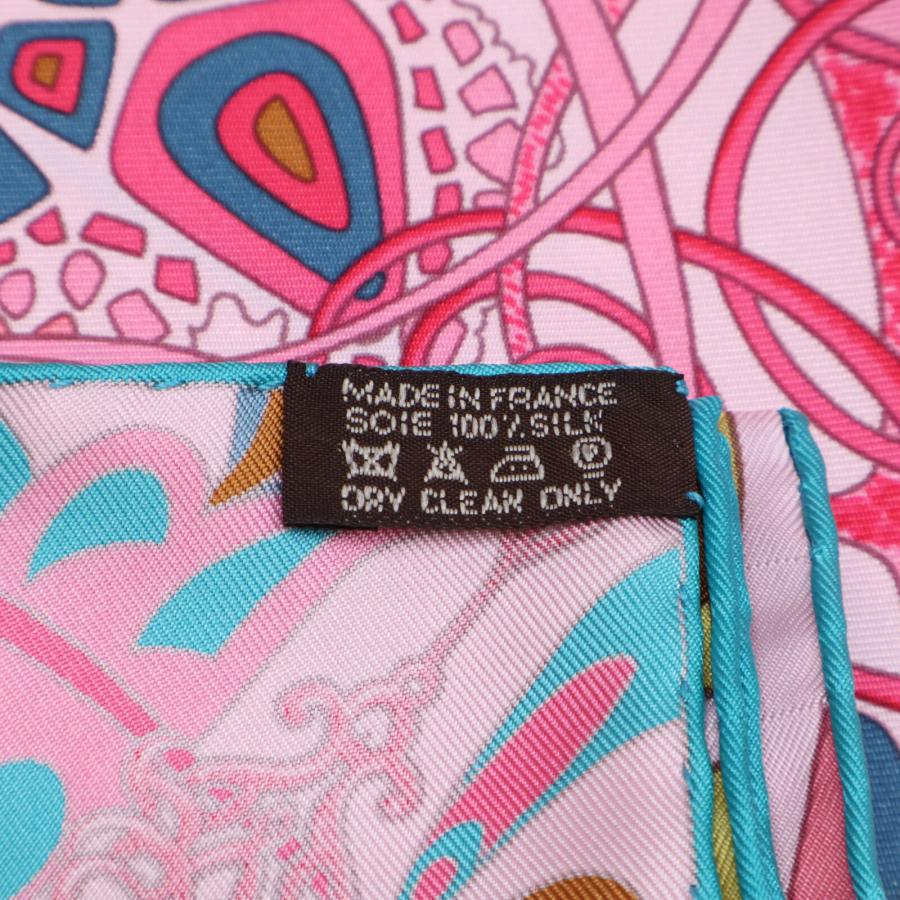 MADE IN FRANCE
SOIE 100% SILK
DRY CLEAN ONLY